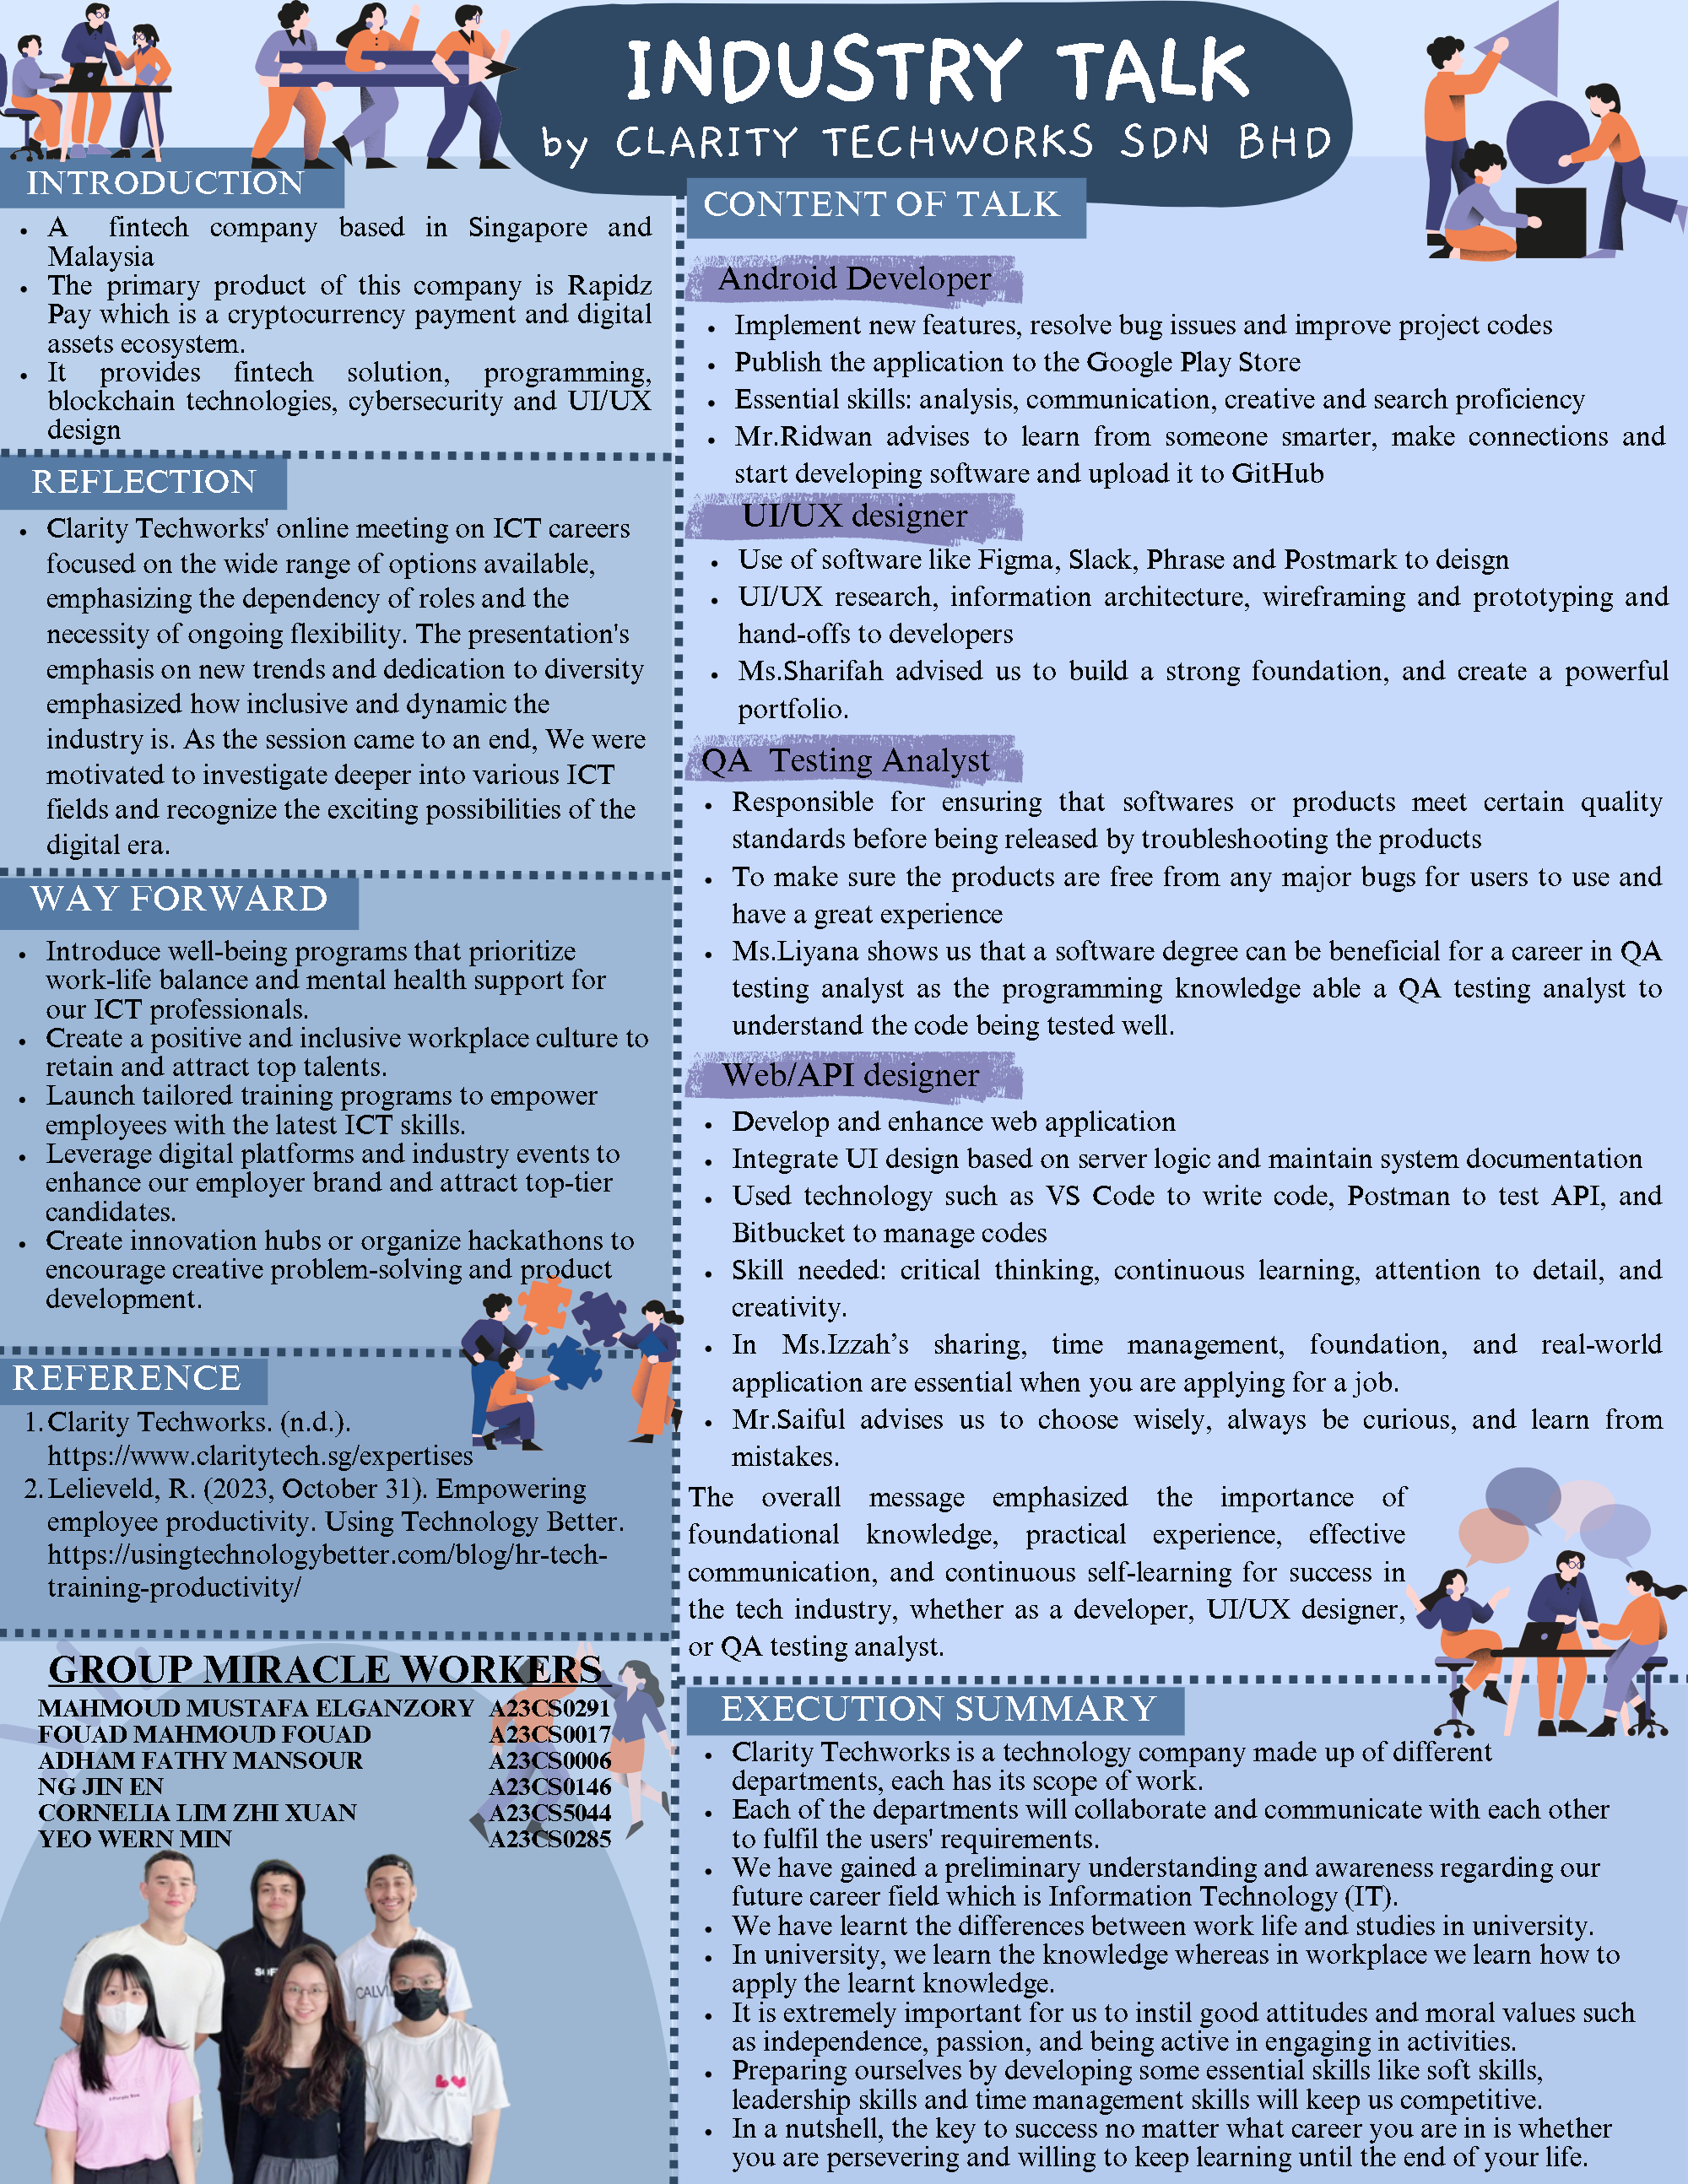 INDUSTRY TALK
by CLARITY TECHWORKS SDN BHD
INTRODUCTION
• A fintech company based in Singapore and
Malaysia
• The primary product of this company is Rapidz
Pay which is a cryptocurrency payment and digital
assets ecosystem.
• It provides fintech solution, programming,
blockchain technologies, cybersecurity and UI/UX
design
REFLECTION
• Clarity Techworks' online meeting on ICT careers
focused on the wide range of options available,
emphasizing the dependency of roles and the
necessity of ongoing flexibility. The presentation's
emphasis on new trends and dedication to diversity
emphasized how inclusive and dynamic the
industry is. As the session came to an end, We were
motivated to investigate deeper into various ICT
fields and recognize the exciting possibilities of the
digital era.
WAY FORWARD
• Introduce well-being programs that prioritize
work-life balance and mental health support for
our ICT professionals.
• Create a positive and inclusive workplace culture to
retain and attract top talents.
• Launch tailored training programs to empower
employees with the latest ICT skills.
• Leverage digital platforms and industry events to
enhance our employer brand and attract top-tier
candidates.
• Create innovation hubs or organize hackathons to
encourage creative problem-solving and product
development.
REFERENCE
1. Clarity Techworks. (n.d.).
https://www.claritytech.sg/expertises
2. Lelieveld, R. (2023, October 31). Empowering
employee productivity. Using Technology Better.
https://usingtechnologybetter.com/blog/hr-tech-
training-productivity/
GROUP MIRACLE WORKERS
MAHMOUD MUSTAFA ELGANZORY A23CS0291
FOUAD MAHMOUD FOUAD A23CS0017
ADHAM FATHY MANSOUR A23CS0006
NG JIN EN A23CS0146
CORNELIA LIM ZHI XUAN A23CS5044
YEO WERN MIN A23CS0285
CONTENT OF TALK
Android Developer
• Implement new features, resolve bug issues and improve project codes
• Publish the application to the Google Play Store
• Essential skills: analysis, communication, creative and search proficiency
• Mr.Ridwan advises to learn from someone smarter, make connections and
start developing software and upload it to GitHub
UI/UX designer
• Use of software like Figma, Slack, Phrase and Postmark to deisgn
• UI/UX research, information architecture, wireframing and prototyping and
hand-offs to developers
• Ms.Sharifah advised us to build a strong foundation, and create a powerful
portfolio.
QA Testing Analyst
• Responsible for ensuring that softwares or products meet certain quality
standards before being released by troubleshooting the products
• To make sure the products are free from any major bugs for users to use and
have a great experience
• Ms.Liyana shows us that a software degree can be beneficial for a career in QA
testing analyst as the programming knowledge able a QA testing analyst to
understand the code being tested well.
Web/API designer
• Develop and enhance web application
• Integrate UI design based on server logic and maintain system documentation
• Used technology such as VS Code to write code, Postman to test API, and
Bitbucket to manage codes
• Skill needed: critical thinking, continuous learning, attention to detail, and
creativity.
• In Ms.Izzah’s sharing, time management, foundation, and real-world
application are essential when you are applying for a job.
• Mr.Saiful advises us to choose wisely, always be curious, and learn from
mistakes.
The overall message emphasized the importance of
foundational knowledge, practical experience, effective
communication, and continuous self-learning for success in
the tech industry, whether as a developer, UI/UX designer,
or QA testing analyst.
EXECUTION SUMMARY
• Clarity Techworks is a technology company made up of different
departments, each has its scope of work.
• Each of the departments will collaborate and communicate with each other
to fulfil the users' requirements.
• We have gained a preliminary understanding and awareness regarding our
future career field which is Information Technology (IT).
• We have learnt the differences between work life and studies in university.
• In university, we learn the knowledge whereas in workplace we learn how to
apply the learnt knowledge.
• It is extremely important for us to instil good attitudes and moral values such
as independence, passion, and being active in engaging in activities.
• Preparing ourselves by developing some essential skills like soft skills,
leadership skills and time management skills will keep us competitive.
• In a nutshell, the key to success no matter what career you are in is whether
you are persevering and willing to keep learning until the end of your life.